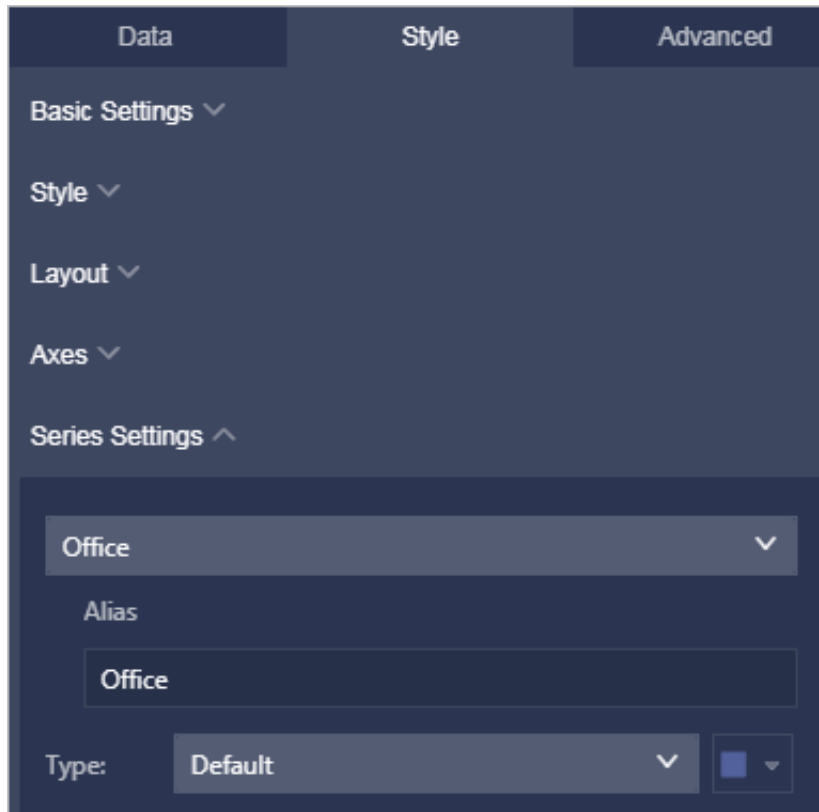 Data Style Advanced
Basic Settings
Style
Layout
Axes
Series Settings
Office
Alias
Office
Type: Default